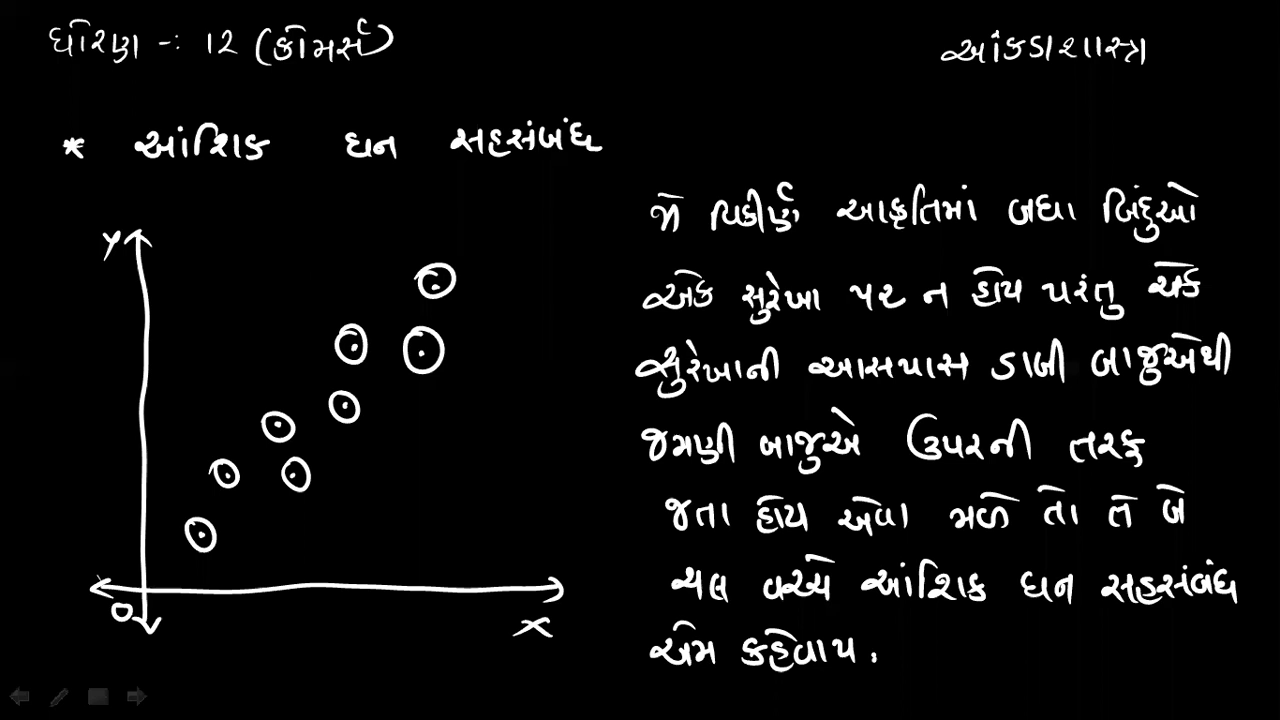 ધોરણ -: 12 (કોમર્સ)
આંકડાશાસ્ત્ર
* આંશિક ધન સહસંબંધ
જો વિકીર્ણ આકૃતિમાં બધા બિંદુઓ
એક સુરેખા પર ન હોય પરંતુ એક
સુરેખાની આસપાસ ડાબી બાજુએથી
જમણી બાજુએ ઉપરની તરફ
જતા હોય એવા મળે તો તે બે
ચલ વચ્ચે આંશિક ધન સહસંબંધ
એમ કહેવાય.
Y
O
X